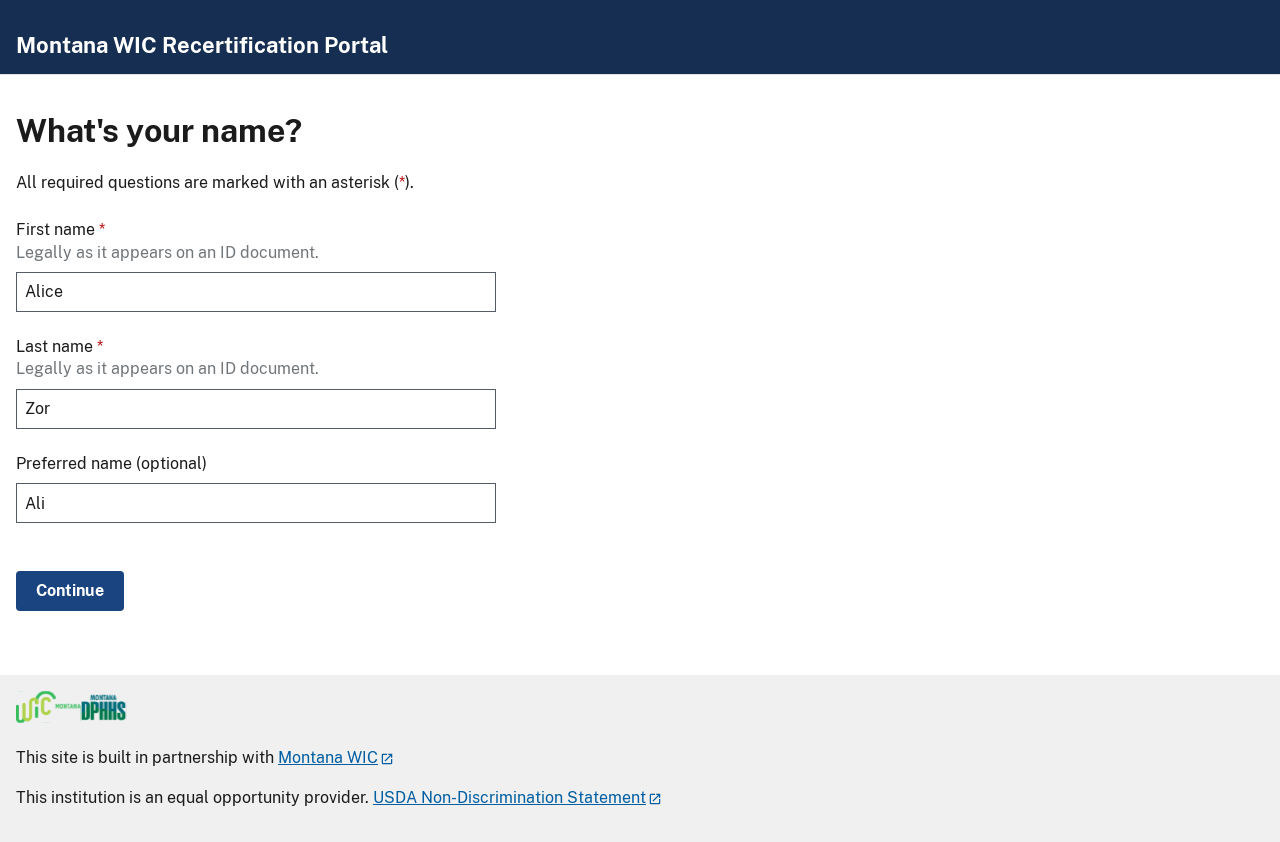 Montana WIC Recertification Portal
What's your name?
All required questions are marked with an asterisk (*).
First name *
Legally as it appears on an ID document.
Alice
Last name *
Legally as it appears on an ID document.
Zor
Preferred name (optional)
Ali
Continue
WIC MONTANA MONTANA DPHHS
This site is built in partnership with Montana WIC
This institution is an equal opportunity provider. USDA Non-Discrimination Statement